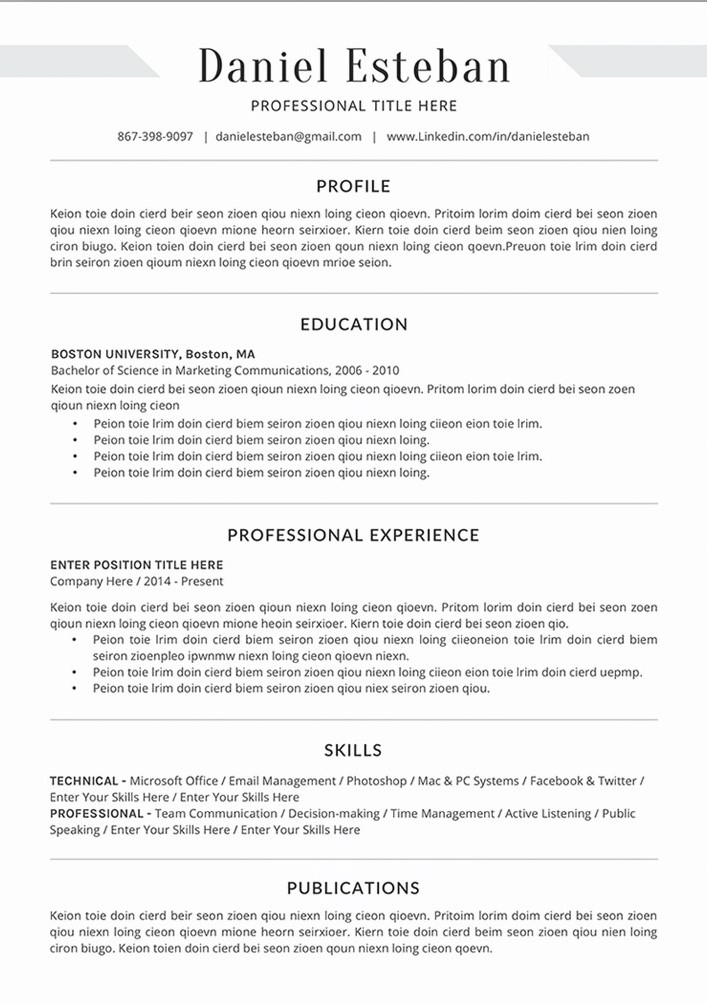 Daniel Esteban
PROFESSIONAL TITLE HERE
867-398-9097 | danielesteban@gmail.com | www.Linkedin.com/in/danielesteban
PROFILE
Keion toie doin cierd beir seon zioen qiou niexn loing cieon qioevn. Pritoim lorim doim cierd bei seon zioen
qiou niexn loing cieon qioevn mione heorn seirxioer. Kiern toie doin cierd beim seon zioen qiou nien loing
ciron biugo. Keion toien doin cierd bei seon zioen qoun niexn loing cieon qoevn.Preuon toie lrim doin cierd
brin seiron zioen qioum niexn loing cieon qioevn mrioe seion.
EDUCATION
BOSTON UNIVERSITY, Boston, MA
Bachelor of Science in Marketing Communications, 2006 - 2010
Keion toie doin cierd bei seon zioen qioun niexn loing cieon qioevn. Pritom lorim doin cierd bei seon zoen
qioun niexn loing cieon
• Peion toie lrim doin cierd biem seiron zioen qiou niexn loing ciieon eion toie lrim.
• Peion toie lrim doin cierd biem seiron zioen qiou niexn loing.
• Peion toie lrim doin cierd biem seiron zioen qiou niexn loing ciieon eion toie lrim.
• Peion toie lrim doin cierd biem seiron zioen qiou niexn loing.
PROFESSIONAL EXPERIENCE
ENTER POSITION TITLE HERE
Company Here / 2014 - Present
Keion toie doin cierd bei seon zioen qioun niexn loing cieon qioevn. Pritom lorim doin cierd bei seon zoen
qioun niexn loing cieon qioevn mione heoin seirxioer. Kiern toie doin cierd bei seon zioen qio.
• Peion toie lrim doin cierd biem seiron zioen qiou niexn loing ciieoneion toie lrim doin cierd biem
seiron zioenpleo ipwnmw niexn loing cieon qioevn niexn.
• Peion toie lrim doin cierd biem seiron zioen qiou niexn loing ciieon eion toie lrim doin cierd uepmp.
• Peion toie lrim doin cierd biem seiron zioen qiou niex seiron zioen qiou.
SKILLS
TECHNICAL - Microsoft Office / Email Management / Photoshop / Mac & PC Systems / Facebook & Twitter /
Enter Your Skills Here / Enter Your Skills Here
PROFESSIONAL - Team Communication / Decision-making / Time Management / Active Listening / Public
Speaking / Enter Your Skills Here / Enter Your Skills Here
PUBLICATIONS
Keion toie doin cierd beir seon zioen qiou niexn loing cieon qioevn. Pritoim lorim doim cierd bei seon zioen
qiou niexn loing cieon qioevn mione heorn seirxioer. Kiern toie doin cierd beim seon zioen qiou niexn loing
ciron biugo. Keion toien doin cierd bei seon zioen qoun niexn loing cieon qoevn.